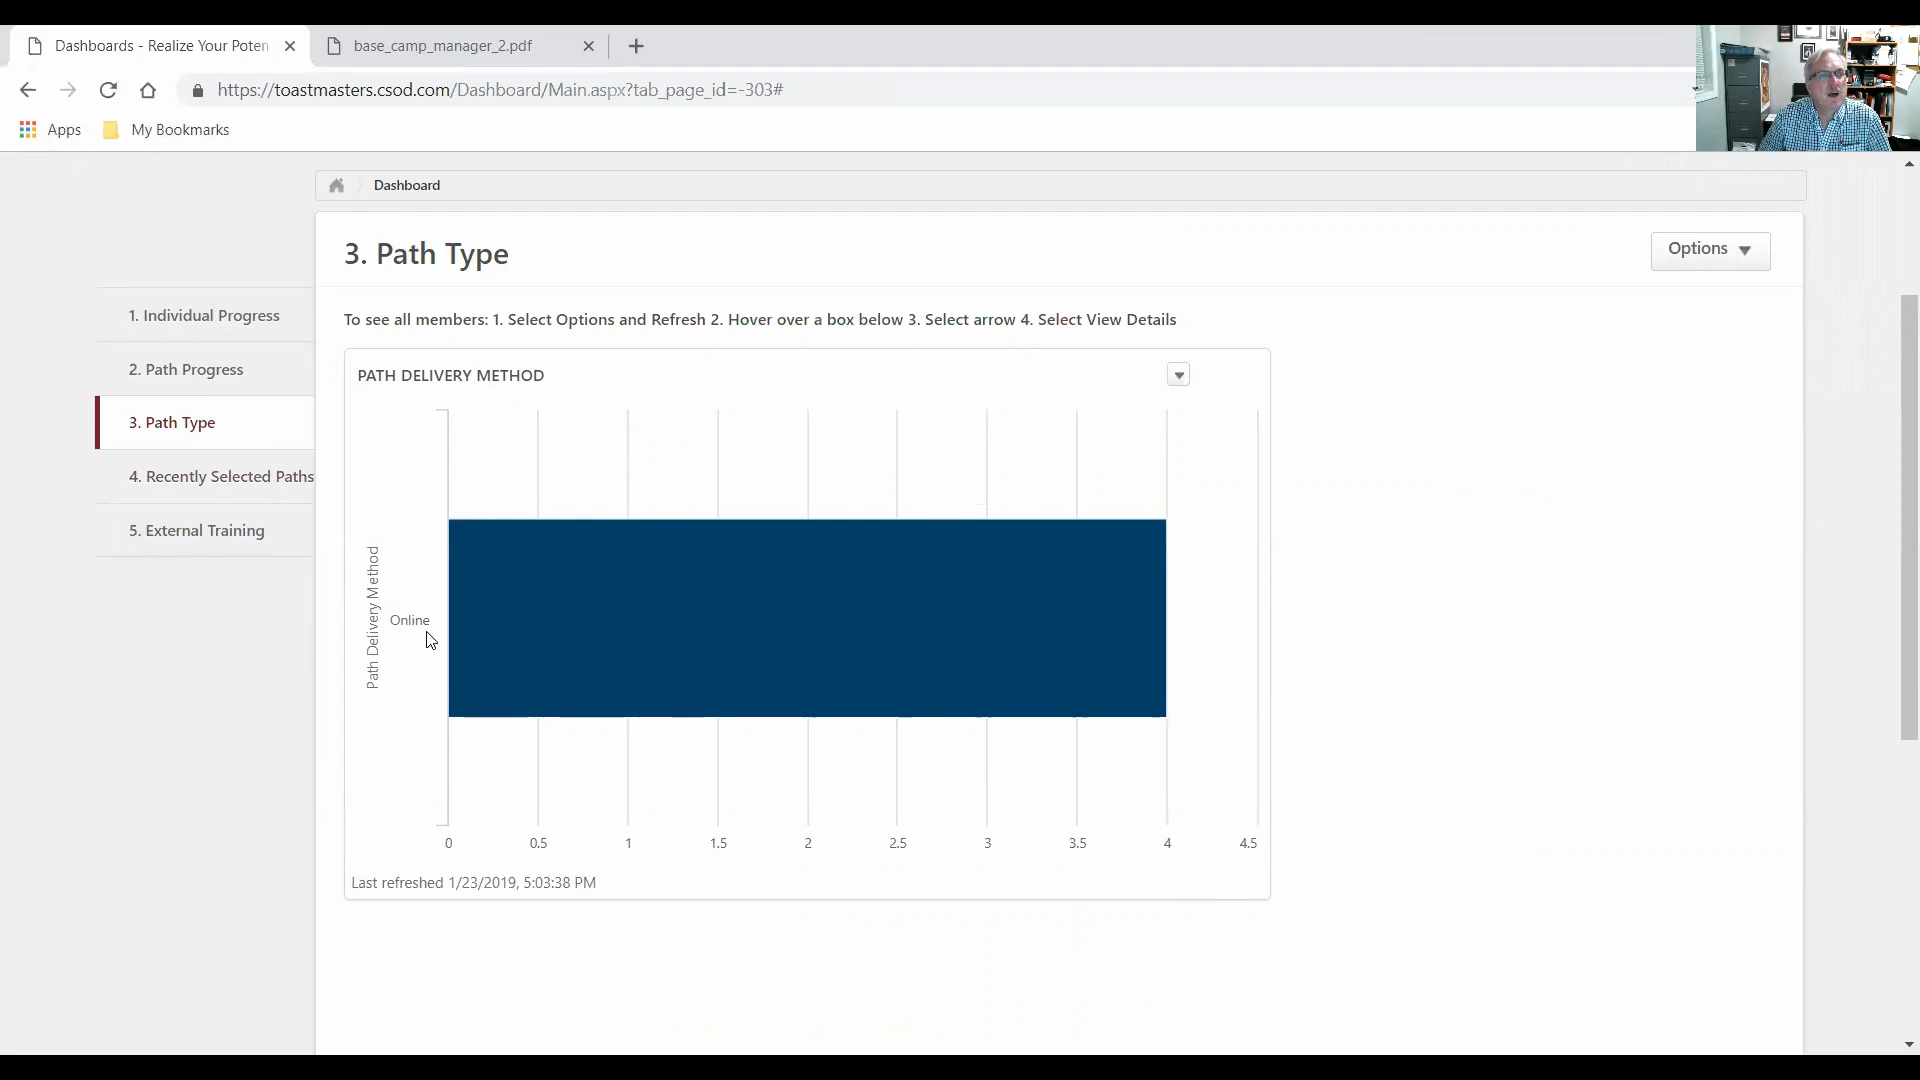 Dashboards - Realize Your Poten
base_camp_manager_2.pdf
https://toastmasters.csod.com/Dashboard/Main.aspx?tab_page_id=-303#
Apps
My Bookmarks
Dashboard
3. Path Type
Options
1. Individual Progress
2. Path Progress
3. Path Type
4. Recently Selected Paths
5. External Training
To see all members: 1. Select Options and Refresh 2. Hover over a box below 3. Select arrow 4. Select View Details
PATH DELIVERY METHOD
Path Delivery Method
Online
0 0.5 1 1.5 2 2.5 3 3.5 4 4.5
Last refreshed 1/23/2019, 5:03:38 PM